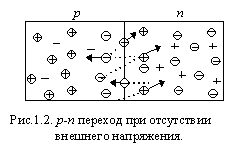 p n
Рис.1.2. p-n переход при отсутствии
внешнего напряжения.